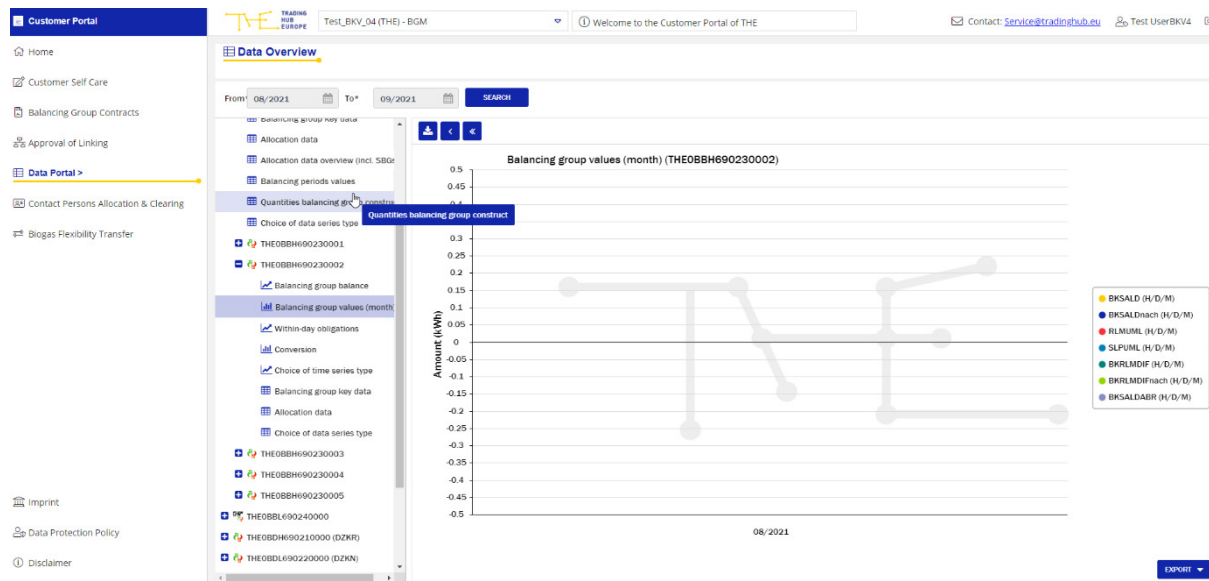 Customer Portal
TRADING
HUB
EUROPE
Test_BKV_04 (THE) - BGM
Welcome to the Customer Portal of THE
Contact: Service@tradinghub.eu
Test UserBKV4
Home
Customer Self Care
Balancing Group Contracts
Approval of Linking
Data Portal >
Contact Persons Allocation & Clearing
Biogas Flexibility Transfer
Imprint
Data Protection Policy
Disclaimer
Data Overview
From* 08/2021 To* 09/2021 SEARCH
Balancing group key data
Allocation data
Allocation data overview (incl. SBGs
Balancing periods values
Quantities balancing group constru
Quantities balancing group construct
Choice of data series type
THE0BBH690230001
THE0BBH690230002
Balancing group balance
Balancing group values (month
Within-day obligations
Conversion
Choice of time series type
Balancing group key data
Allocation data
Choice of data series type
THE0BBH690230003
THE0BBH690230004
THE0BBH690230005
THE0BBL690240000
THE0BDH690210000 (DZKR)
THE0BDL690220000 (DZKN)
Balancing group values (month) (THE0BBH690230002)
Amount (kWh)
0.5
0.45
0.4
0.3
0.25
0.2
0.15
0.1
0.05
0
-0.05
-0.1
-0.15
-0.2
-0.25
-0.3
-0.35
-0.4
-0.45
-0.5
08/2021
BKSALD (H/D/M)
BKSALDnach (H/D/M)
RLMUML (H/D/M)
SLPUML (H/D/M)
BKRLMDIF (H/D/M)
BKRLMDIFnach (H/D/M)
BKSALDABR (H/D/M)
EXPORT